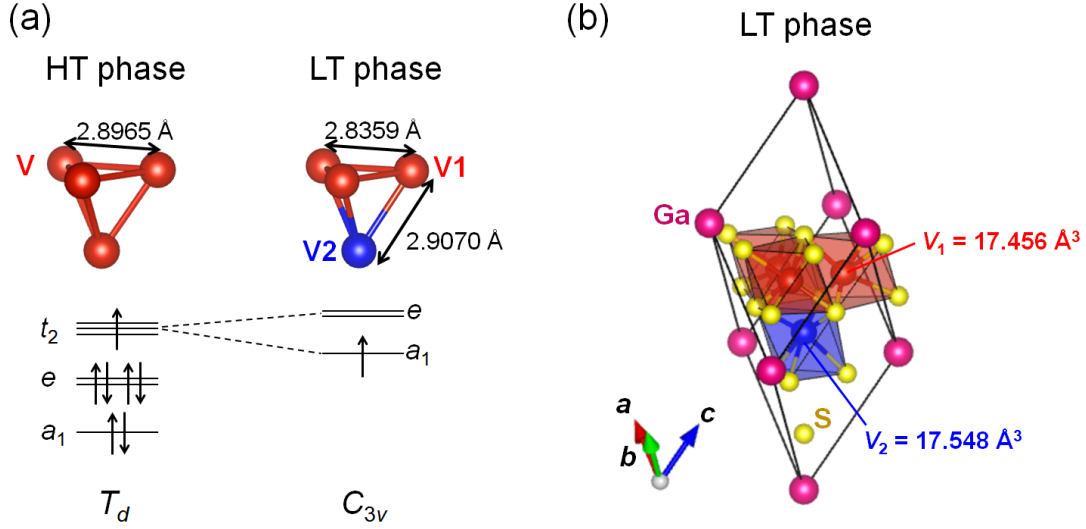 (a)
HT phase
LT phase
2.8965 Å
2.8359 Å
V
V1
V2
2.9070 Å
t2
e
a1
e
a1
Td
C3v
(b)
LT phase
Ga
V1 = 17.456 Å³
S
V2 = 17.548 Å³
a
b
c